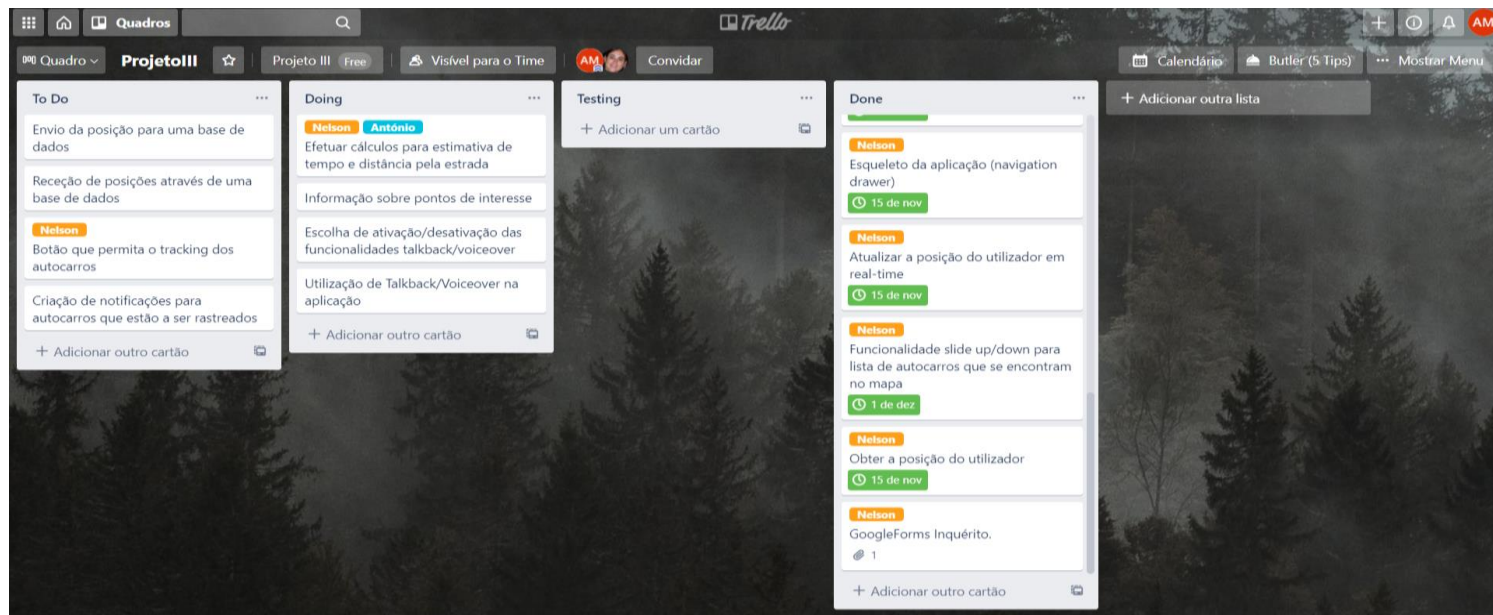 Quadros
Trello
AM
Quadro
ProjetoIII
Projeto III Free
Visível para o Time
AM
Convidar
Calendário
Butler (5 Tips)
Mostrar Menu
To Do
Envio da posição para uma base de
dados
Receção de posições através de uma
base de dados
Nelson
Botão que permita o tracking dos
autocarros
Criação de notificações para
autocarros que estão a ser rastreados
+ Adicionar outro cartão
Doing
Nelson António
Efetuar cálculos para estimativa de
tempo e distância pela estrada
Informação sobre pontos de interesse
Escolha de ativação/desativação das
funcionalidades talkback/voiceover
Utilização de Talkback/Voiceover na
aplicação
+ Adicionar outro cartão
Testing
+ Adicionar um cartão
Done
Nelson
Esqueleto da aplicação (navigation
drawer)
15 de nov
Nelson
Atualizar a posição do utilizador em
real-time
15 de nov
Nelson
Funcionalidade slide up/down para
lista de autocarros que se encontram
no mapa
1 de dez
Nelson
Obter a posição do utilizador
15 de nov
Nelson
GoogleForms Inquérito.
1
+ Adicionar outro cartão
+ Adicionar outra lista